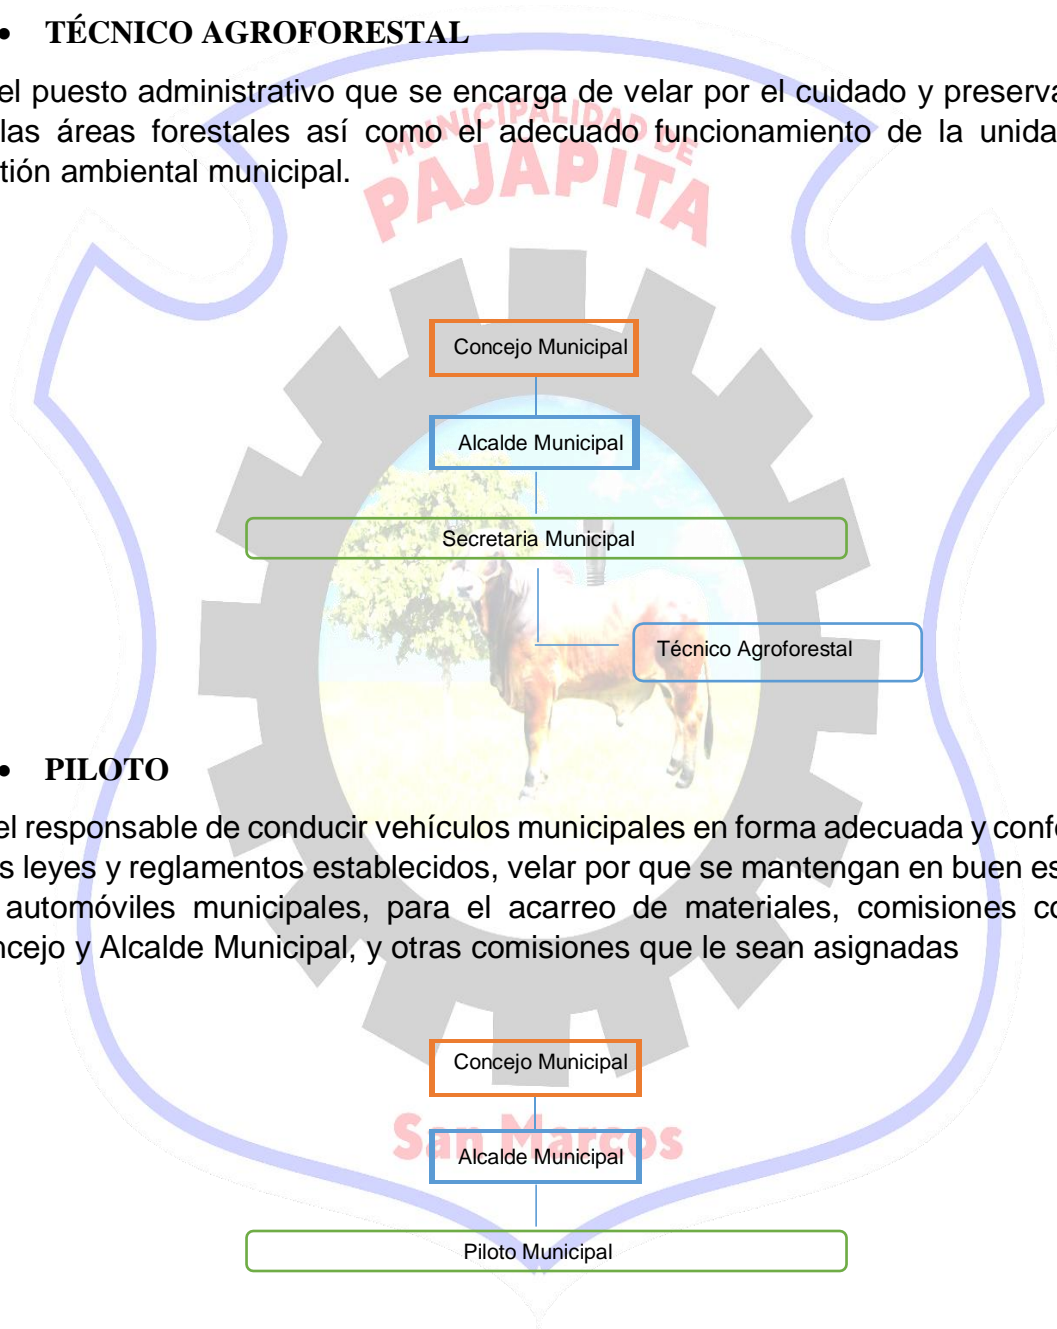 • TÉCNICO AGROFORESTAL
el puesto administrativo que se encarga de velar por el cuidado y preserva
las áreas forestales así como el adecuado funcionamiento de la unida
tión ambiental municipal.
MUNICIPALIDAD DE
PAJAPITA
Concejo Municipal
Alcalde Municipal
Secretaria Municipal
Técnico Agroforestal
• PILOTO
el responsable de conducir vehículos municipales en forma adecuada y confo
s leyes y reglamentos establecidos, velar por que se mantengan en buen es
automóviles municipales, para el acarreo de materiales, comisiones co
ncejo y Alcalde Municipal, y otras comisiones que le sean asignadas
Concejo Municipal
San Marcos
Alcalde Municipal
Piloto Municipal